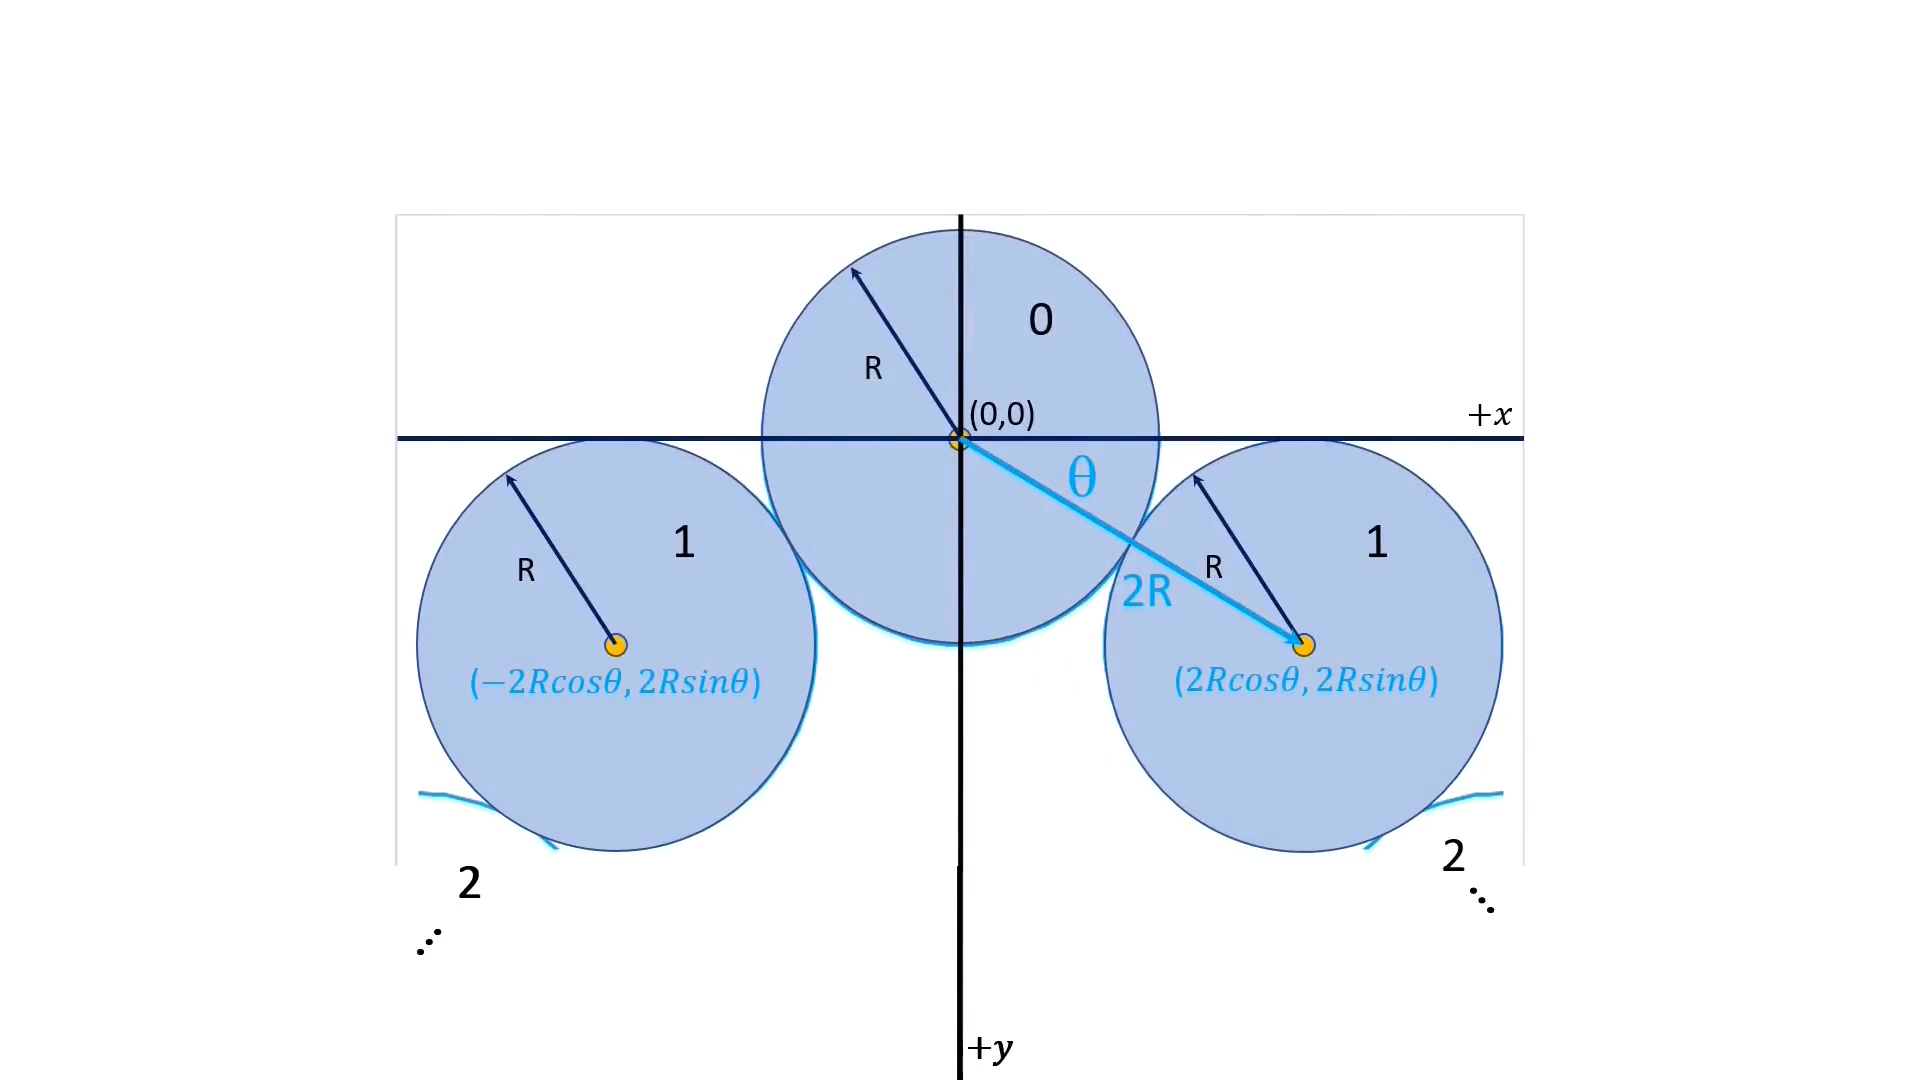 0
R
(0,0)
+x
θ
1
1
R
R
2R
(−2Rcosθ, 2Rsinθ)
(2Rcosθ, 2Rsinθ)
2
2
+y